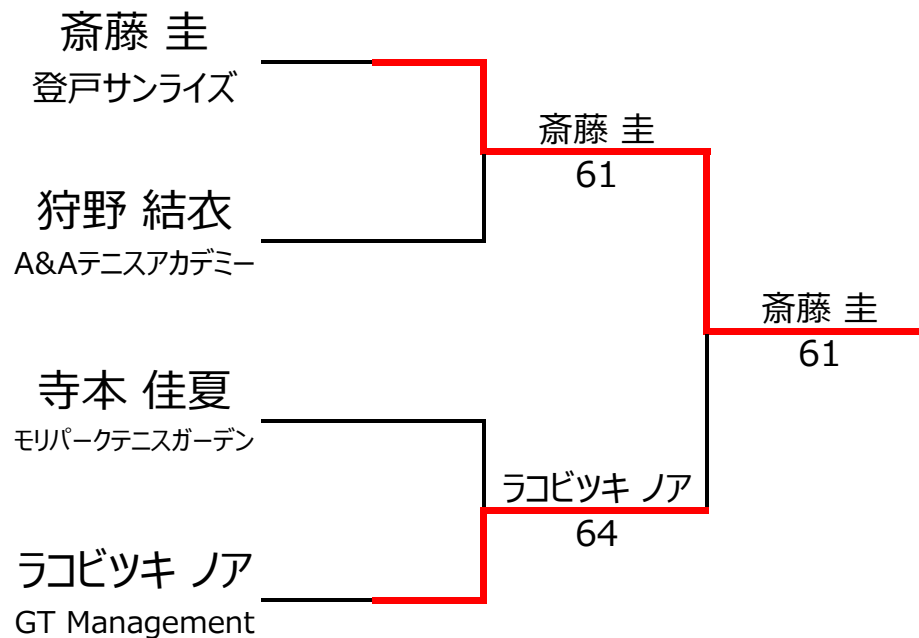 斎藤 圭
登戸サンライズ
斎藤 圭
61
狩野 結衣
A&Aテニスアカデミー
斎藤 圭
61
寺本 佳夏
モリパークテニスガーデン
ラコビツキ ノア
64
ラコビツキ ノア
GT Management